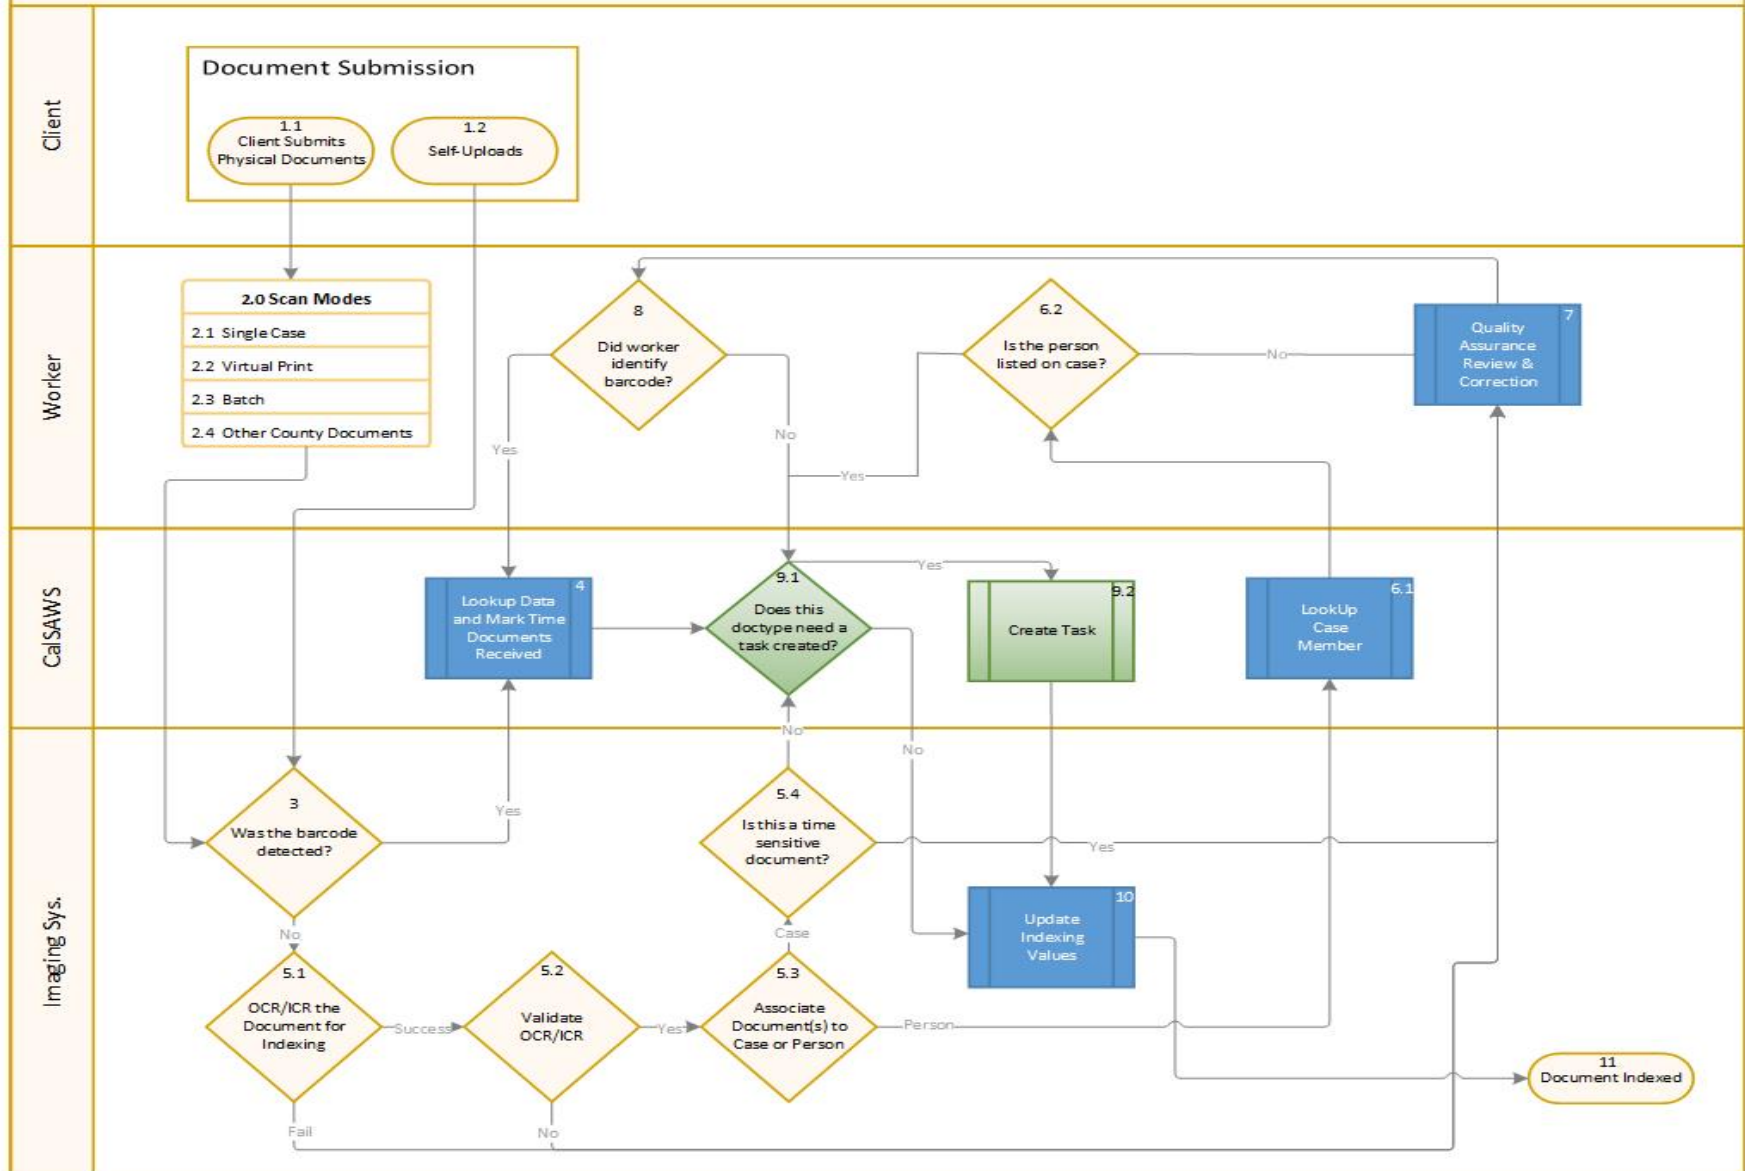 Client
Document Submission
1.1
Client Submits
Physical Documents
1.2
Self-Uploads
Worker
2.0 Scan Modes
2.1 Single Case
2.2 Virtual Print
2.3 Batch
2.4 Other County Documents
8
Did worker
identify
barcode?
Yes
No
6.2
Is the person
listed on case?
Yes
No
7
Quality
Assurance
Review &
Correction
CalSAWS
4
Lookup Data
and Mark Time
Documents
Received
9.1
Does this
doctype need a
task created?
Yes
No
9.2
Create Task
6.1
LookUp
Case
Member
Imaging Sys.
3
Was the barcode
detected?
Yes
No
5.4
Is this a time
sensitive
document?
No
Yes
10
Update
Indexing
Values
5.1
OCR/ICR the
Document for
Indexing
Success
Fail
5.2
Validate
OCR/ICR
Yes
No
5.3
Associate
Document(s) to
Case or Person
Case
Person
11
Document Indexed